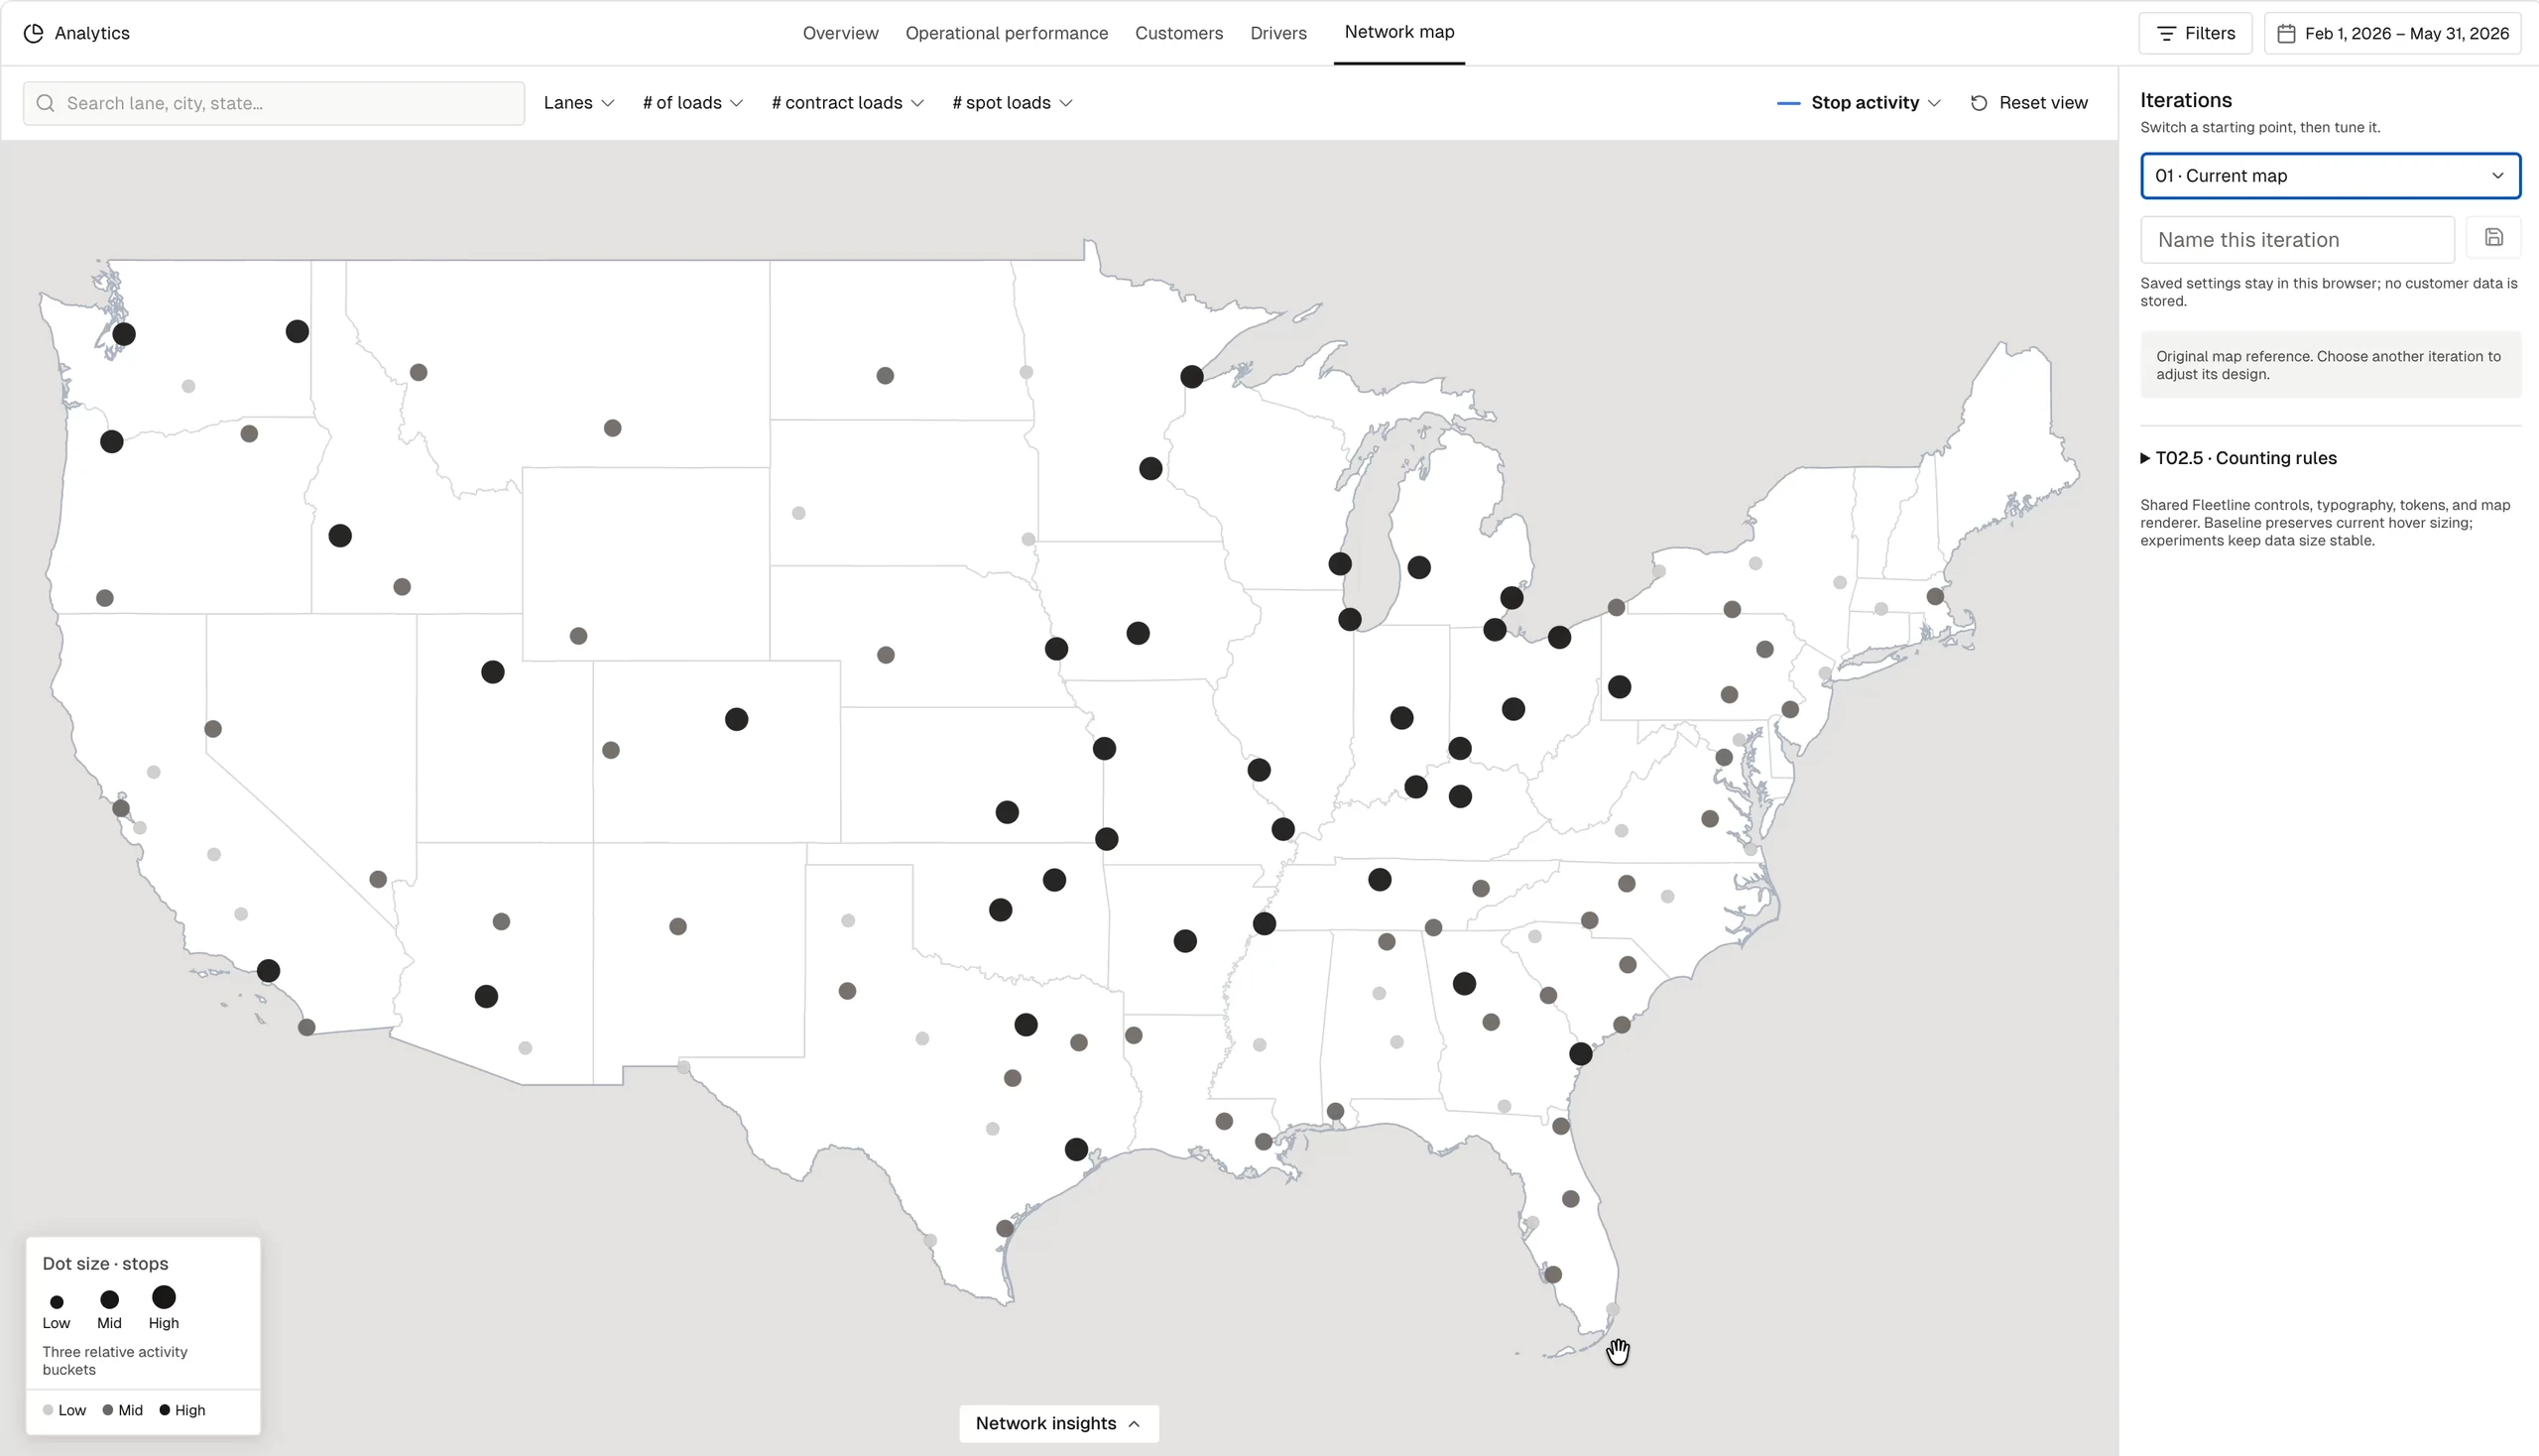 Analytics
Overview
Operational performance
Customers
Drivers
Network map
Filters
Feb 1, 2026 – May 31, 2026
Search lane, city, state...
Lanes
# of loads
# contract loads
# spot loads
Stop activity
Reset view
Iterations
Switch a starting point, then tune it.
01 · Current map
Name this iteration
Saved settings stay in this browser; no customer data is
stored.
Original map reference. Choose another iteration to
adjust its design.
T02.5 · Counting rules
Shared Fleetline controls, typography, tokens, and map
renderer. Baseline preserves current hover sizing;
experiments keep data size stable.
Dot size · stops
Low Mid High
Three relative activity
buckets
Low Mid High
Network insights